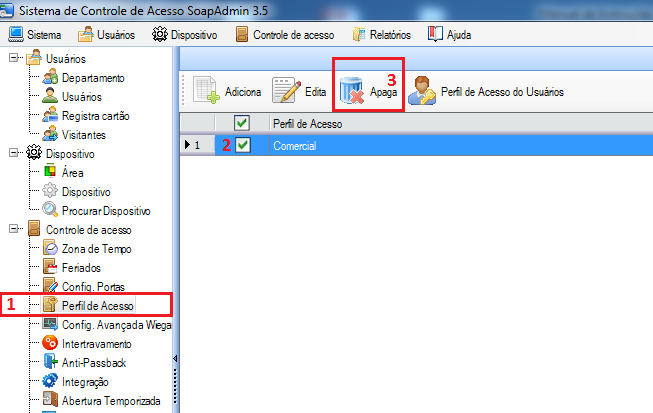 Sistema de Controle de Acesso SoapAdmin 3.5
Sistema Usuários Dispositivo Controle de acesso Relatórios Ajuda
Usuários
Departamento
Usuários
Registra cartão
Visitantes
Dispositivo
Área
Dispositivo
Procurar Dispositivo
Controle de acesso
Zona de Tempo
Feriados
Config. Portas
1 Perfil de Acesso
Config. Avançada Wiega
Intertravamento
Anti-Passback
Integração
Abertura Temporizada
Adiciona Edita Apaga 3 Perfil de Acesso do Usuários
Perfil de Acesso
1 2 Comercial